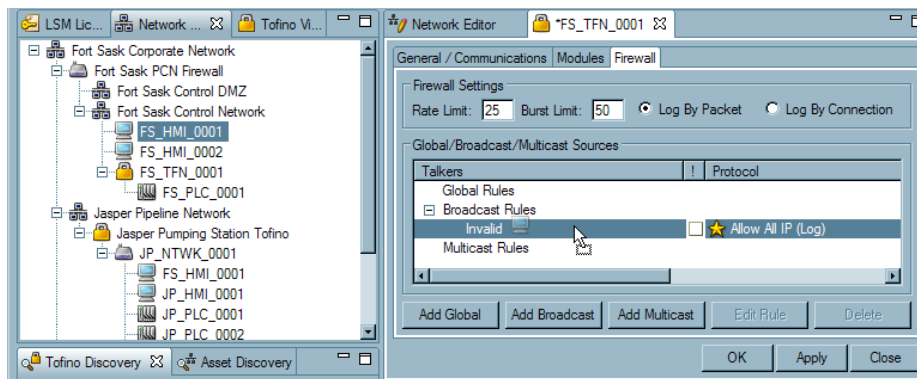 LSM Lic...
Network ...
Tofino Vi...
Fort Sask Corporate Network
Fort Sask PCN Firewall
Fort Sask Control DMZ
Fort Sask Control Network
FS_HMI_0001
FS_HMI_0002
FS_TFN_0001
FS_PLC_0001
Jasper Pipeline Network
Jasper Pumping Station Tofino
JP_NTWK_0001
FS_HMI_0001
JP_HMI_0001
JP_PLC_0001
JP_PLC_0002
Tofino Discovery
Asset Discovery
Network Editor
*FS_TFN_0001
General / Communications Modules Firewall
Firewall Settings
Rate Limit: 25 Burst Limit: 50 Log By Packet Log By Connection
Global/Broadcast/Multicast Sources
Talkers ! Protocol
Global Rules
Broadcast Rules
Invalid Allow All IP (Log)
Multicast Rules
Add Global Add Broadcast Add Multicast Edit Rule Delete
OK Apply Close